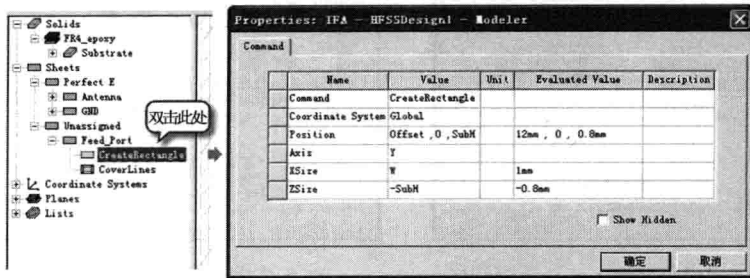 Solids
FR4_epoxy
Substrate
Sheets
Perfect E
Antenna
GND
Unassigned
Feed_Port
CreateRectangle
CoverLines
Coordinate Systems
Planes
Lists
双击此处
Properties: IFA - HFSSDesign1 - Modeler
Command
Name Value Unit Evaluated Value Description
Command CreateRectangle
Coordinate System Global
Position Offset ,0 ,SubH 12mm , 0 , 0.8mm
Axis Y
XSize W 1mm
ZSize -SubH -0.8mm
Show Hidden
确定 取消